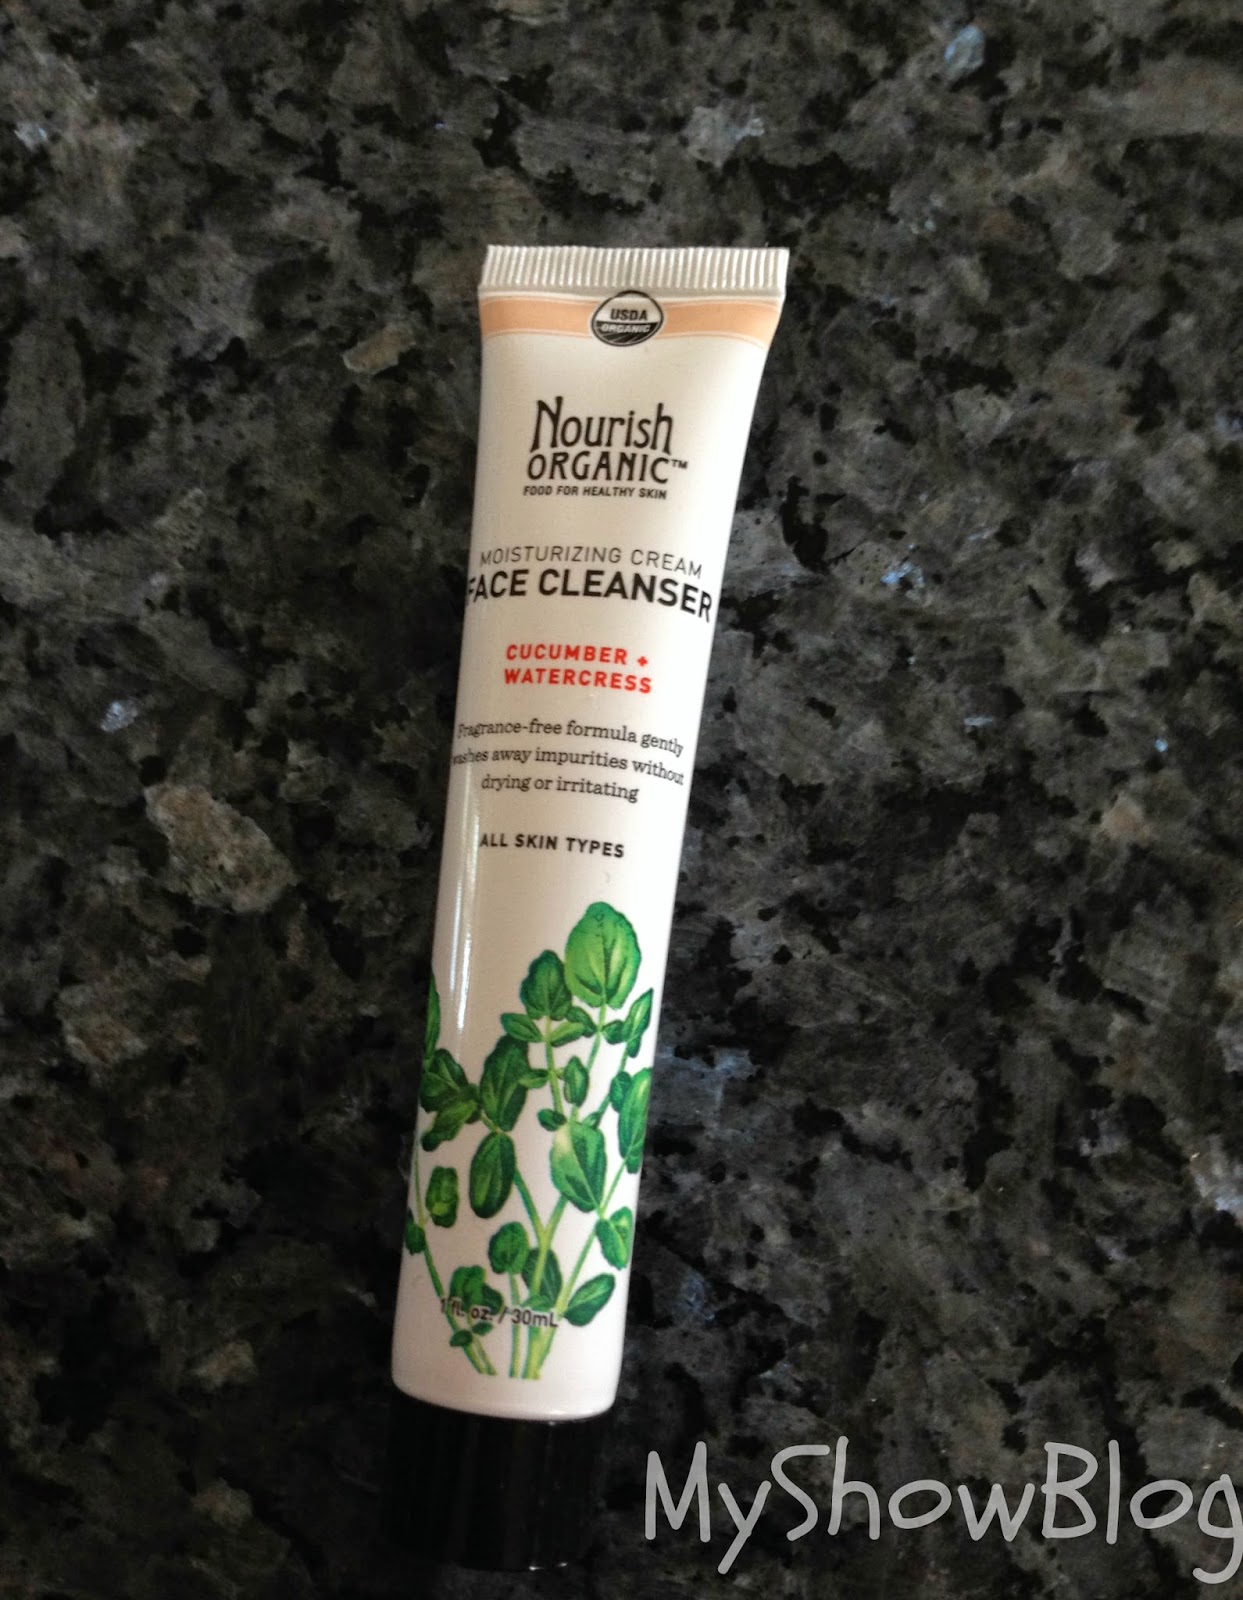 USDA
ORGANIC
Nourish
ORGANIC™
FOOD FOR HEALTHY SKIN
MOISTURIZING CREAM
FACE CLEANSER
CUCUMBER +
WATERCRESS
Fragrance-free formula gently
washes away impurities without
drying or irritating
ALL SKIN TYPES
1 fl. oz. / 30mL
MyShowBlog